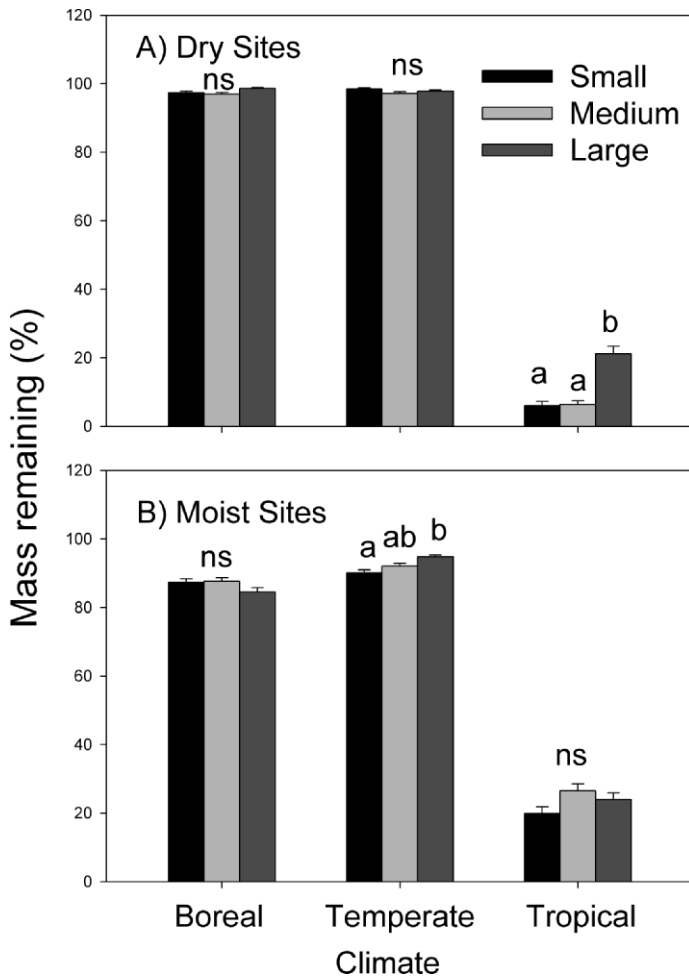 120
A) Dry Sites
100
ns
ns
Small
Medium
Large
80
60
40
20
a
a
b
0
Mass remaining (%)
120
B) Moist Sites
100
ns
a
ab
b
80
60
40
ns
20
0
Boreal
Temperate
Tropical
Climate